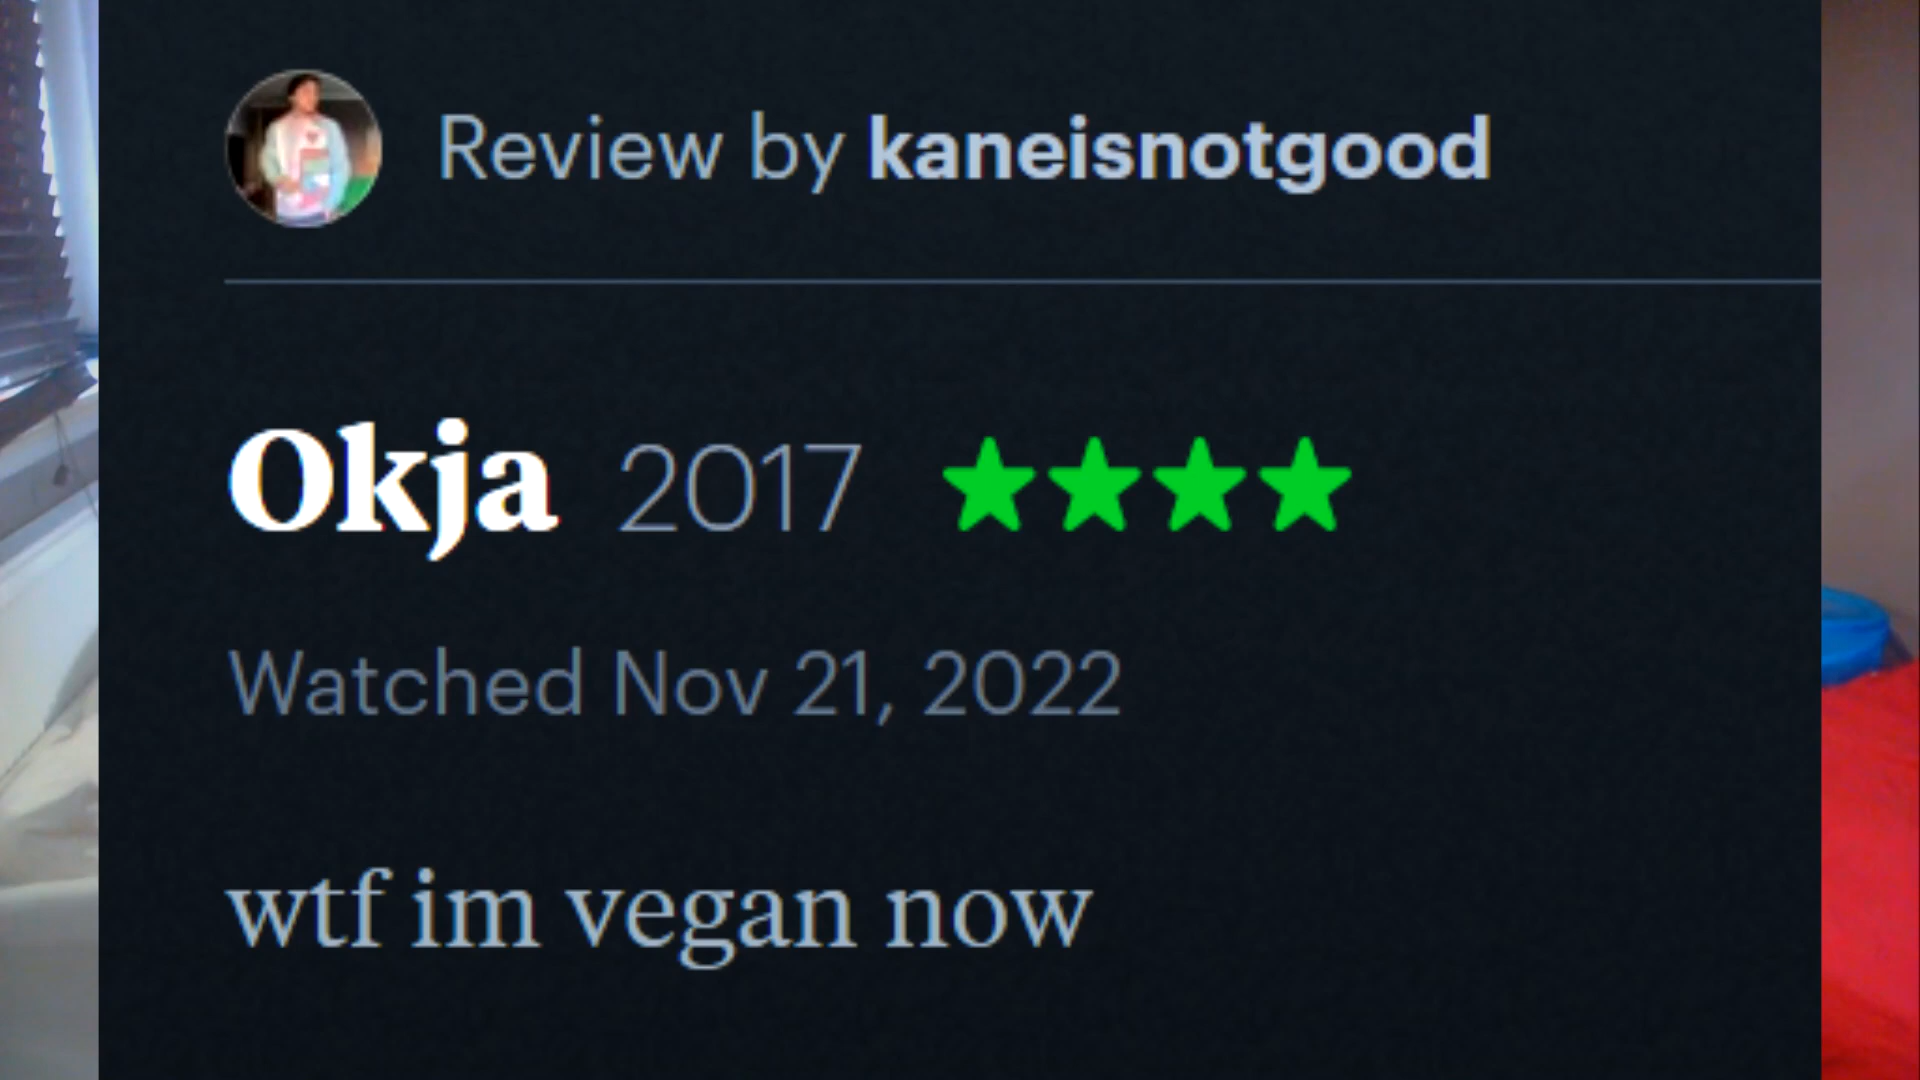 Review by kaneisnotgood
Okja 2017 ★★★★
Watched Nov 21, 2022
wtf im vegan now